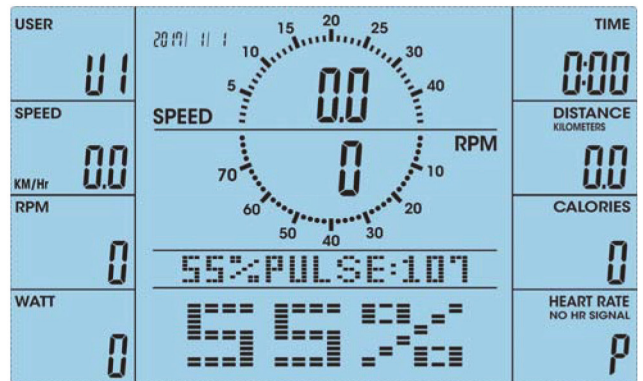 USER
U1
SPEED
KM/Hr 0.0
RPM
0
WATT
0
2017/ 1/ 1
5 10 15 20 25 30 40
SPEED
0.0
RPM
0
70 60 50 40 30 20 10
55%PULSE:107
55%
TIME
0:00
DISTANCE
KILOMETERS
0.0
CALORIES
0
HEART RATE
NO HR SIGNAL
P